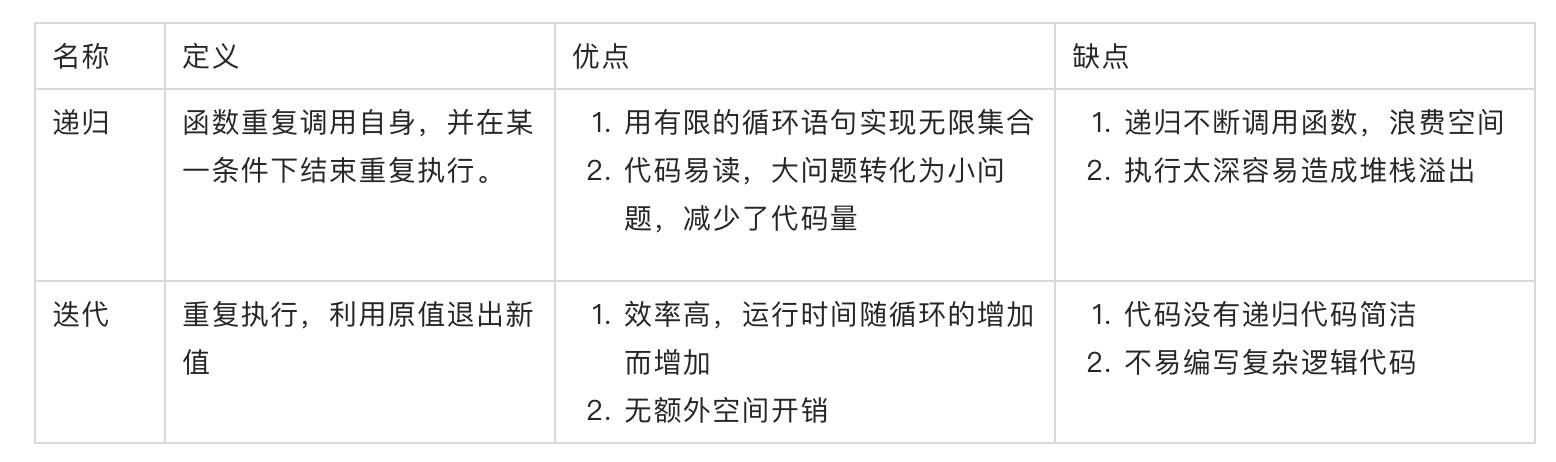 名称 定义 优点 缺点
递归
函数重复调用自身，并在某
一条件下结束重复执行。
1. 用有限的循环语句实现无限集合
2. 代码易读，大问题转化为小问
题，减少了代码量
1. 递归不断调用函数，浪费空间
2. 执行太深容易造成堆栈溢出
迭代
重复执行，利用原值退出新
值
1. 效率高，运行时间随循环的增加
而增加
2. 无额外空间开销
1. 代码没有递归代码简洁
2. 不易编写复杂逻辑代码